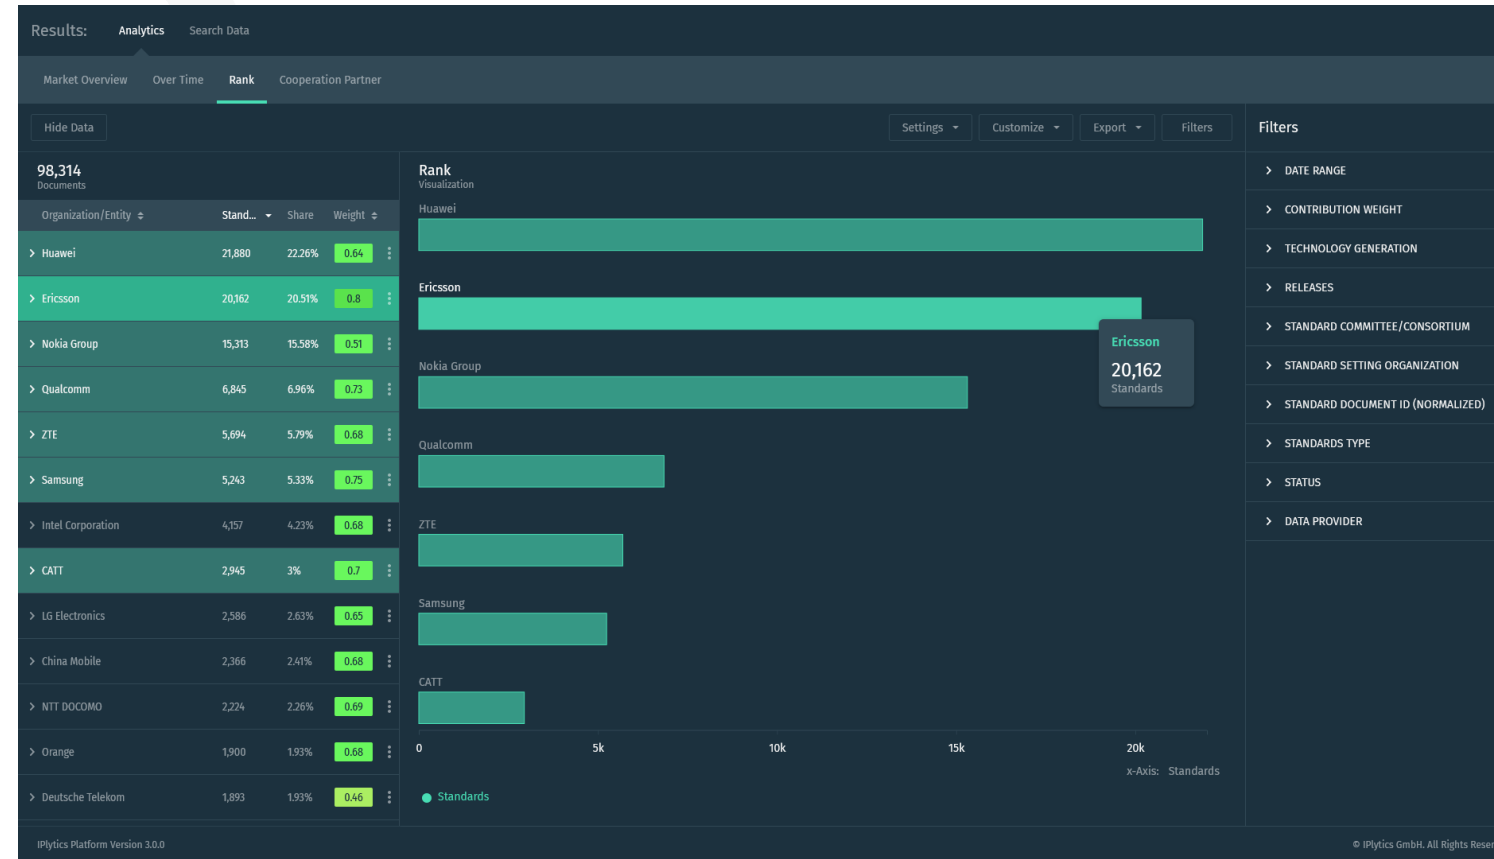 Results: Analytics Search Data
Market Overview Over Time Rank Cooperation Partner
Hide Data Settings Customize Export Filters
98,314
Documents
Organization/Entity Stand... Share Weight
Huawei 21,880 22.26% 0.64
Ericsson 20,162 20.51% 0.8
Nokia Group 15,313 15.58% 0.51
Qualcomm 6,845 6.96% 0.73
ZTE 5,694 5.79% 0.68
Samsung 5,243 5.33% 0.75
Intel Corporation 4,157 4.23% 0.68
CATT 2,945 3% 0.7
LG Electronics 2,586 2.63% 0.65
China Mobile 2,366 2.41% 0.68
NTT DOCOMO 2,224 2.26% 0.69
Orange 1,900 1.93% 0.68
Deutsche Telekom 1,893 1.93% 0.46
Rank
Visualization
Huawei
Ericsson
Ericsson
20,162
Standards
Nokia Group
Qualcomm
ZTE
Samsung
CATT
0 5k 10k 15k 20k
x-Axis: Standards
Standards
Filters
DATE RANGE
CONTRIBUTION WEIGHT
TECHNOLOGY GENERATION
RELEASES
STANDARD COMMITTEE/CONSORTIUM
STANDARD SETTING ORGANIZATION
STANDARD DOCUMENT ID (NORMALIZED)
STANDARDS TYPE
STATUS
DATA PROVIDER
IPlytics Platform Version 3.0.0
© IPlytics GmbH. All Rights Reser